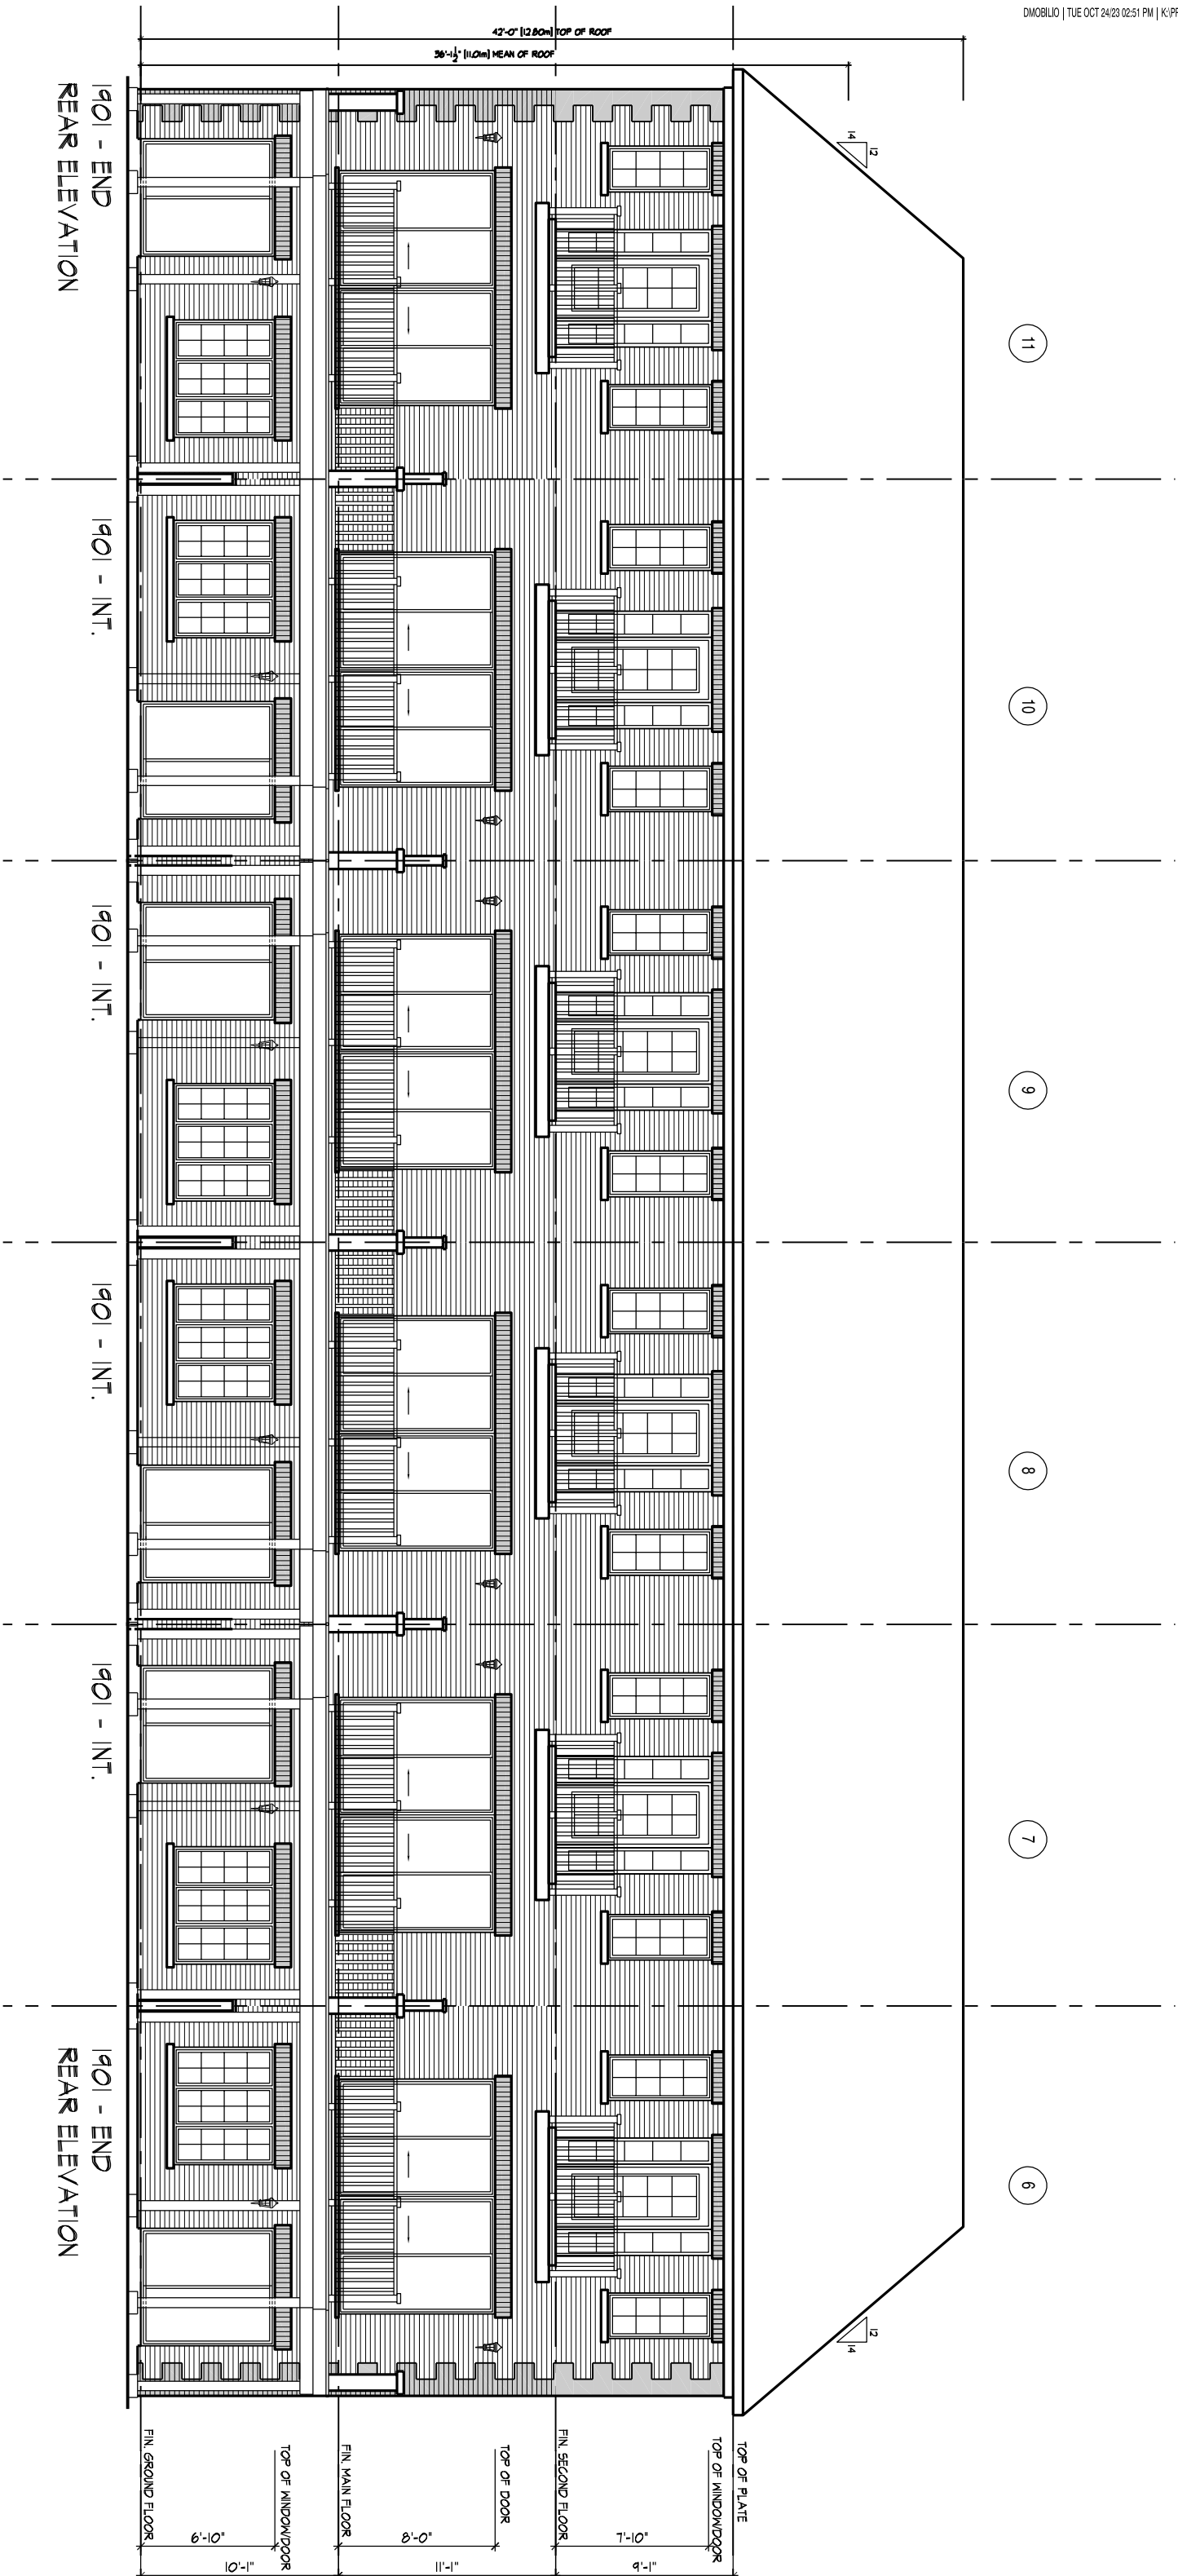 DMOBILIO | TUE OCT 24/23 02:51 PM | K:\PR
42'-0" [12.80m] TOP OF ROOF
36'-1½" [11.01m] MEAN OF ROOF
12
14
12
14
11
10
9
8
7
6
TOP OF PLATE
TOP OF WINDOW/DOOR
FIN. SECOND FLOOR
TOP OF DOOR
FIN. MAIN FLOOR
TOP OF WINDOW/DOOR
FIN. GROUND FLOOR
7'-10"
9'-1"
8'-0"
11'-1"
6'-10"
10'-1"
1901 - END
REAR ELEVATION
1901 - INT.
1901 - INT.
1901 - INT.
1901 - INT.
1901 - END
REAR ELEVATION